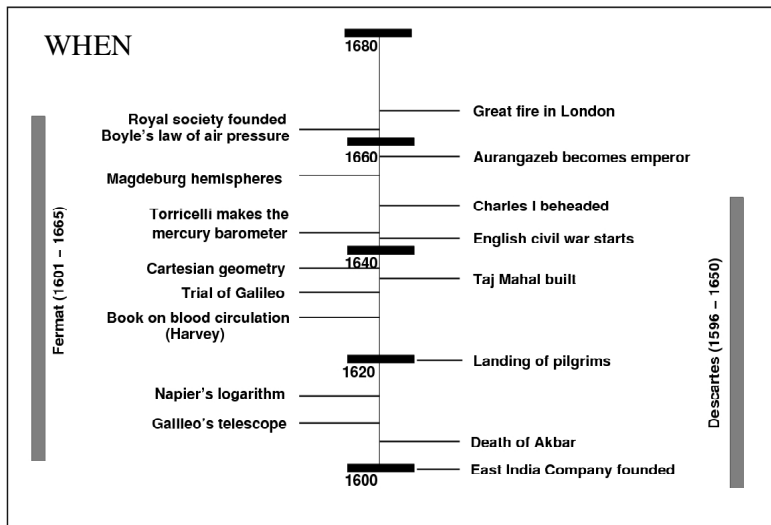 WHEN
1680
Great fire in London
Royal society founded
Boyle's law of air pressure
1660
Aurangazeb becomes emperor
Magdeburg hemispheres
Charles I beheaded
Torricelli makes the
mercury barometer
English civil war starts
1640
Cartesian geometry
Taj Mahal built
Trial of Galileo
Book on blood circulation
(Harvey)
Landing of pilgrims
1620
Napier's logarithm
Galileo's telescope
Death of Akbar
1600
East India Company founded
Fermat (1601 – 1665)
Descartes (1596 – 1650)